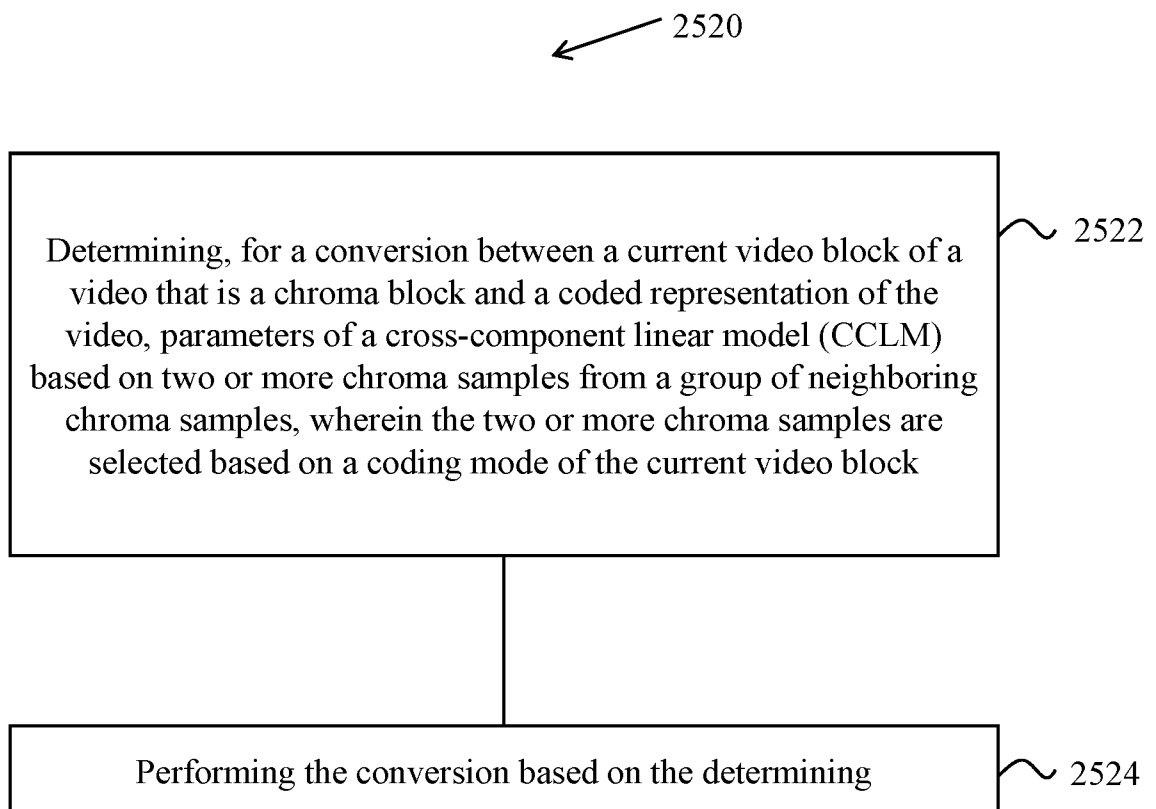 2520
Determining, for a conversion between a current video block of a
video that is a chroma block and a coded representation of the
video, parameters of a cross-component linear model (CCLM)
based on two or more chroma samples from a group of neighboring
chroma samples, wherein the two or more chroma samples are
selected based on a coding mode of the current video block
2522
Performing the conversion based on the determining
2524